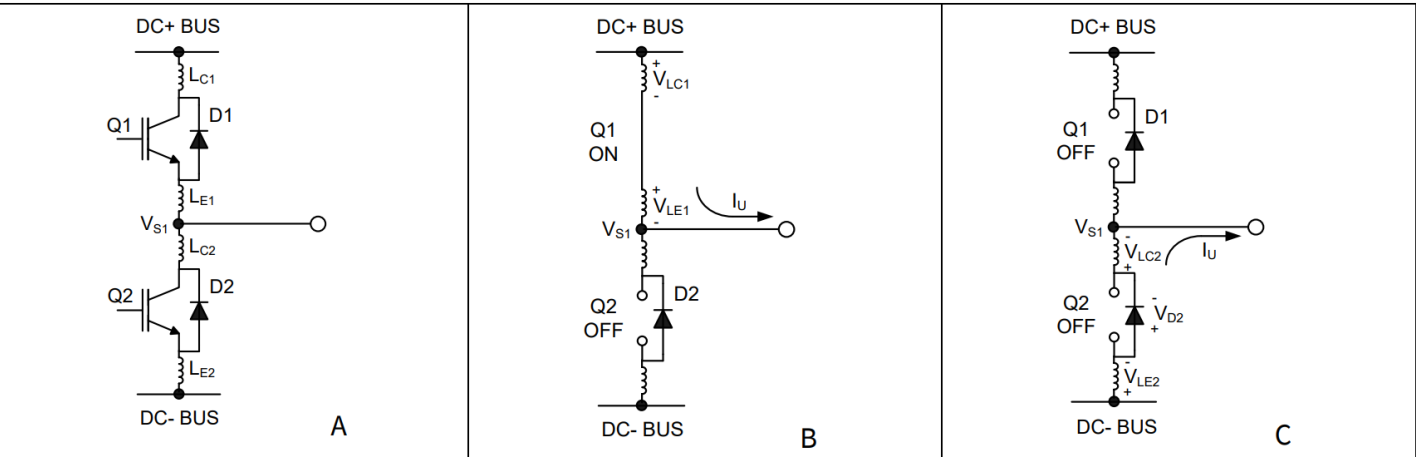 DC+ BUS
LC1
Q1
D1
LE1
VS1
LC2
Q2
D2
LE2
DC- BUS
A
DC+ BUS
+
VLC1
-
Q1
ON
+
VLE1
-
IU
VS1
D2
Q2
OFF
DC- BUS
B
DC+ BUS
D1
Q1
OFF
VS1
-
VLC2
+
IU
Q2
OFF
-
VD2
+
-
VLE2
+
DC- BUS
C